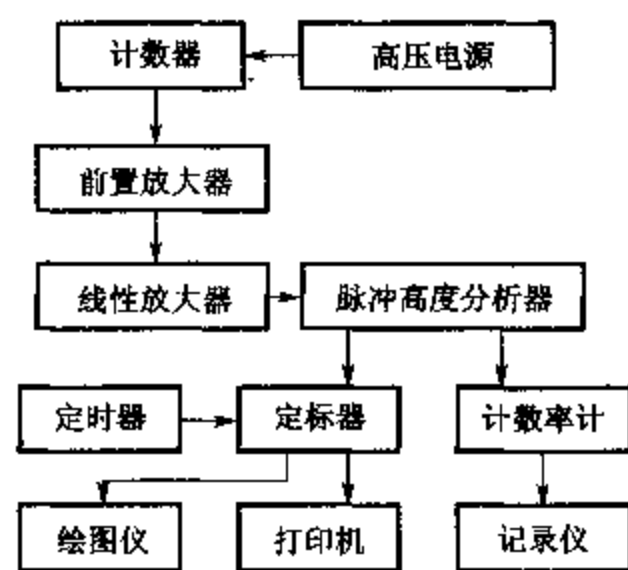 计数器
高压电源
前置放大器
线性放大器
脉冲高度分析器
定时器
定标器
计数率计
绘图仪
打印机
记录仪